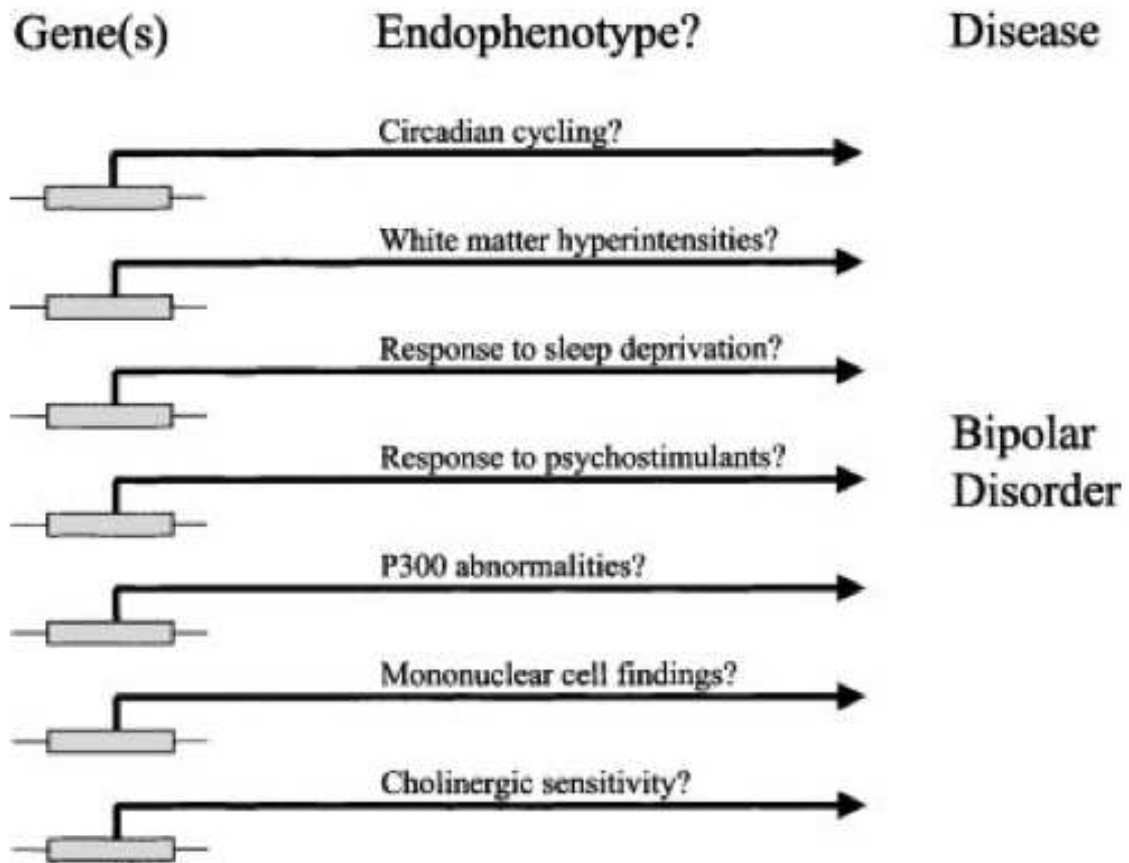 Gene(s) Endophenotype? Disease
Circadian cycling?
White matter hyperintensities?
Response to sleep deprivation?
Bipolar
Disorder
Response to psychostimulants?
P300 abnormalities?
Mononuclear cell findings?
Cholinergic sensitivity?